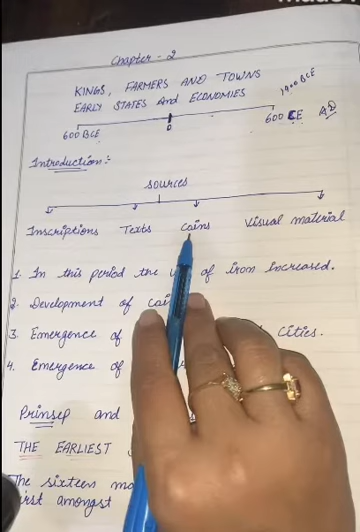 Chapter - 2
KINGS, FARMERS AND TOWNS
EARLY STATES and ECONOMIES
1900 BCE
600 BCE 0 600 CE AD
Introduction:-
sources
Inscriptions Texts Coins Visual material
1. In this period the of iron increased.
2. Development of
3. Emergence of cities.
4. Emergence of
Prinsep and
THE EARLIEST
The sixteen
first amongst